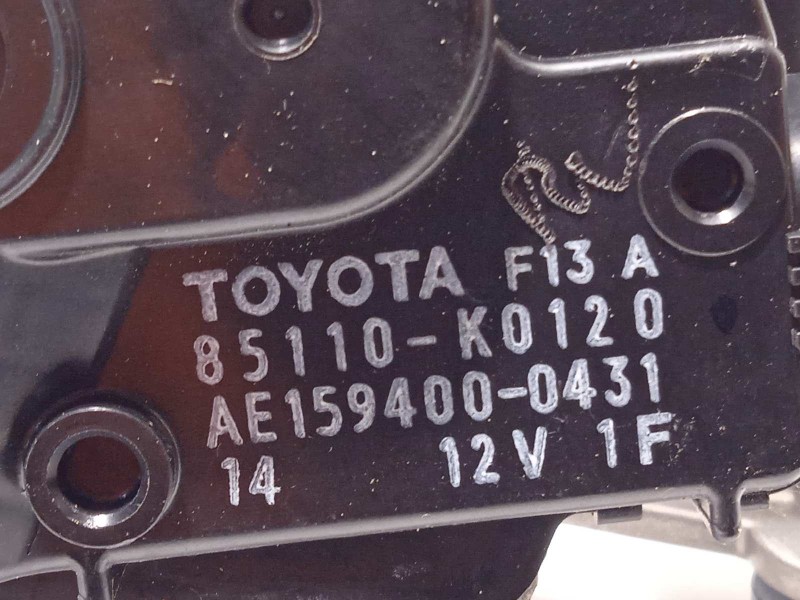 TOYOTA F13 A
85110-K0120
AE159400-0431
14 12V 1F